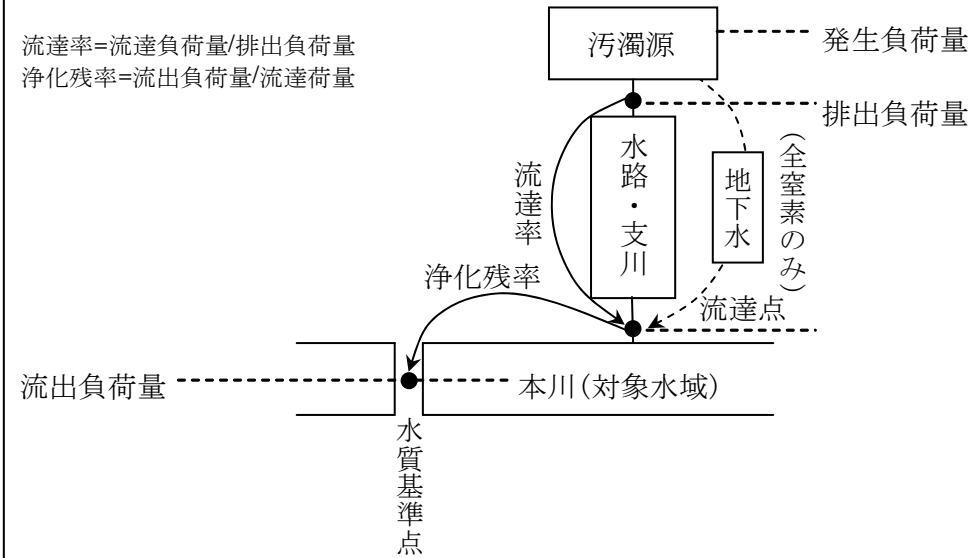 流達率=流達負荷量/排出負荷量
浄化残率=流出負荷量/流達荷量
汚濁源
発生負荷量
排出負荷量
水路・支川
流達率
地下水
(全窒素のみ)
浄化残率
流達点
流出負荷量
本川(対象水域)
水質基準点